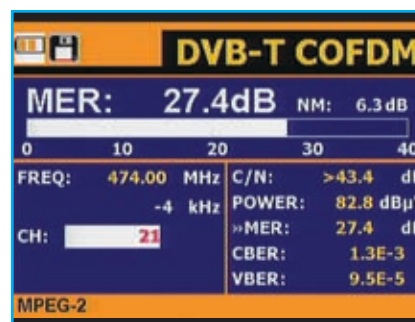 DVB-T COFDM
MER: 27.4dB NM: 6.3 dB
0 10 20 30 40
FREQ: 474.00 MHz
-4 kHz
CH: 21
C/N: >43.4 d
POWER: 82.8 dBµ
»MER: 27.4 d
CBER: 1.3E-3
VBER: 9.5E-5
MPEG-2